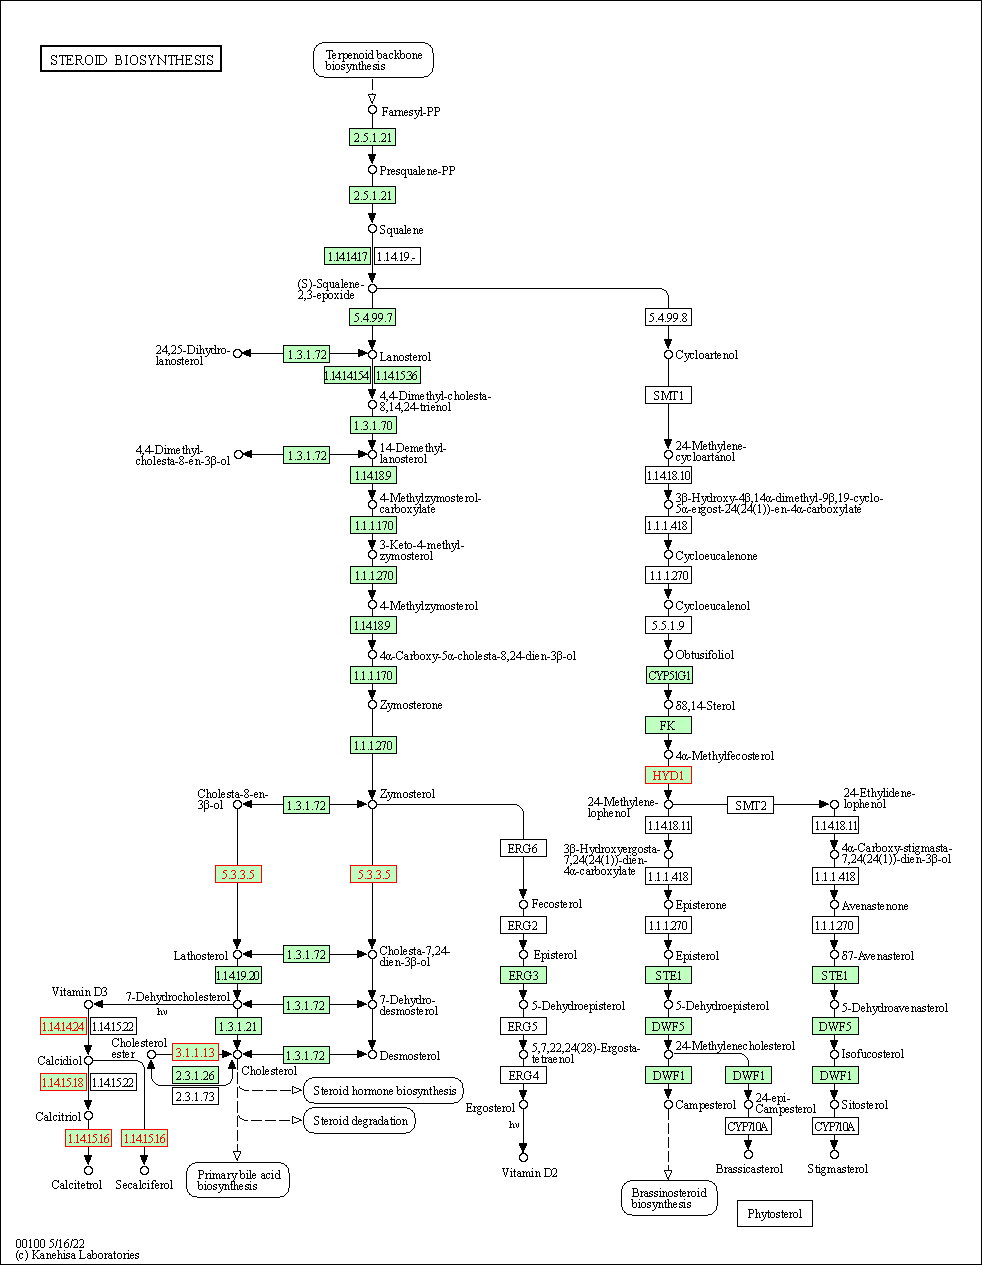 STEROID BIOSYNTHESIS
Terpenoid backbone
biosynthesis
Farnesyl-PP
2.5.1.21
Presqualene-PP
2.5.1.21
Squalene
1.14.14.17
1.14.19.-
(S)-Squalene-
2,3-epoxide
5.4.99.7
5.4.99.8
24,25-Dihydro-
lanosterol
1.3.1.72
Lanosterol
Cycloartenol
1.14.14.154
1.14.15.36
SMT1
4,4-Dimethyl-cholesta-
8,14,24-trienol
1.3.1.70
4,4-Dimethyl-
cholesta-8-en-3β-ol
1.3.1.72
14-Demethyl-
lanosterol
24-Methylene-
cycloartanol
1.14.18.9
1.14.18.10
4-Methylzymosterol-
carboxylate
3β-Hydroxy-4β,14α-dimethyl-9β,19-cyclo-
5α-ergost-24(24(1))-en-4α-carboxylate
1.1.1.170
1.1.1.418
3-Keto-4-methyl-
zymosterol
Cycloeucalenone
1.1.1.270
1.1.1.270
4-Methylzymosterol
Cycloeucalenol
1.14.18.9
5.5.1.9
4α-Carboxy-5α-cholesta-8,24-dien-3β-ol
Obtusifoliol
1.1.1.170
CYP51G1
Zymosterone
δ8,14-Sterol
FK
1.1.1.270
4α-Methylfecosterol
HYD1
Cholesta-8-en-
3β-ol
1.3.1.72
Zymosterol
24-Methylene-
lophenol
SMT2
24-Ethylidene-
lophenol
1.14.18.11
1.14.18.11
ERG6
3β-Hydroxyergosta-
7,24(24(1))-dien-
4α-carboxylate
4α-Carboxy-stigmasta-
7,24(24(1))-dien-3β-ol
5.3.3.5
5.3.3.5
1.1.1.418
1.1.1.418
Fecosterol
Episterone
Avenastenone
ERG2
1.1.1.270
1.1.1.270
Lathosterol
1.3.1.72
Cholesta-7,24-
dien-3β-ol
Episterol
Episterol
δ7-Avenasterol
1.14.19.20
ERG3
STE1
STE1
Vitamin D3
7-Dehydrocholesterol
hν
1.3.1.72
7-Dehydro-
desmosterol
5-Dehydroepisterol
5-Dehydroepisterol
5-Dehydroavenasterol
1.14.14.24
1.14.15.22
1.3.1.21
ERG5
DWF5
DWF5
Calcidiol
Cholesterol
ester
3.1.1.13
Cholesterol
1.3.1.72
Desmosterol
5,7,22,24(28)-Ergosta-
tetraenol
24-Methylenecholesterol
Isofucosterol
1.14.15.18
1.14.15.22
2.3.1.26
2.3.1.73
ERG4
DWF1
DWF1
DWF1
Steroid hormone biosynthesis
Calcitriol
Ergosterol
Campesterol
24-epi-
Campesterol
Sitosterol
Steroid degradation
hν
CYP710A
CYP710A
1.14.15.16
1.14.15.16
Calcitetrol
Secalciferol
Primary bile acid
biosynthesis
Vitamin D2
Brassicasterol
Stigmasterol
Brassinosteroid
biosynthesis
Phytosterol
00100 5/16/22
(c) Kanehisa Laboratories